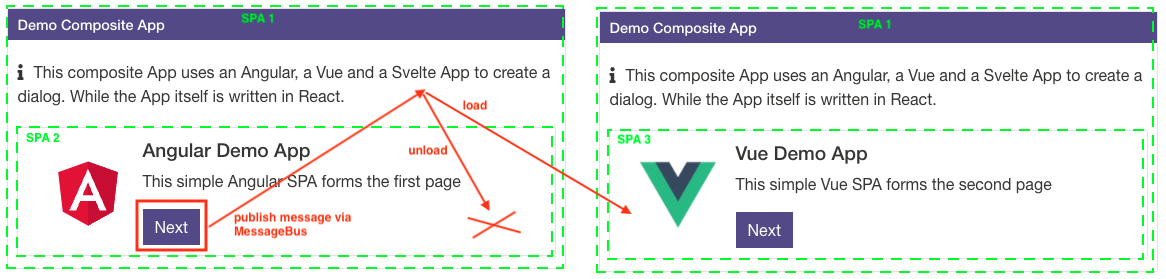 SPA 1
Demo Composite App
i This composite App uses an Angular, a Vue and a Svelte App to create a
dialog. While the App itself is written in React.
SPA 2
Angular Demo App
This simple Angular SPA forms the first page
Next
publish message via
MessageBus
unload
load
SPA 1
Demo Composite App
i This composite App uses an Angular, a Vue and a Svelte App to create a
dialog. While the App itself is written in React.
SPA 3
Vue Demo App
This simple Vue SPA forms the second page
Next